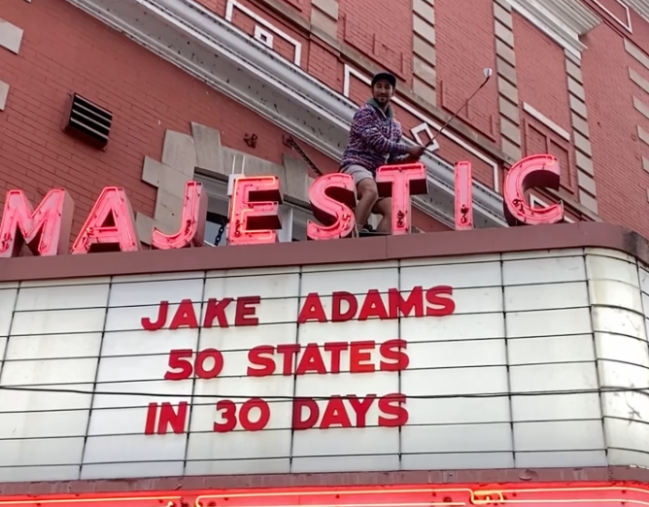 MAJESTIC
JAKE ADAMS
50 STATES
IN 30 DAYS